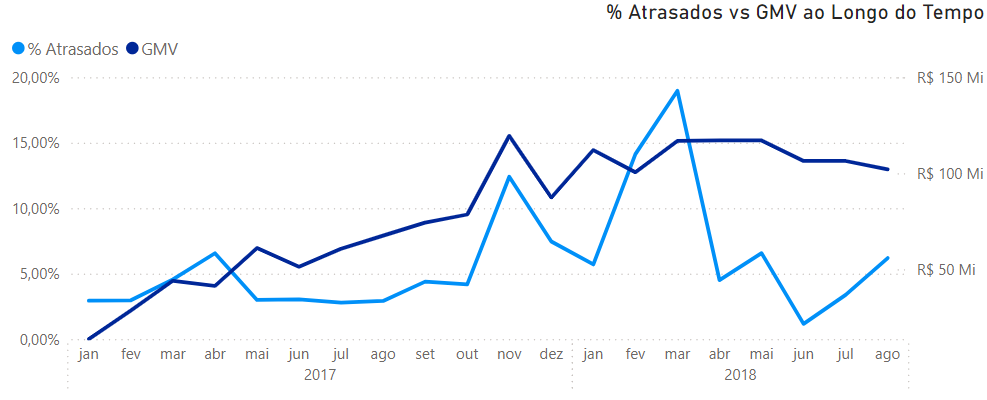 % Atrasados vs GMV ao Longo do Tempo
% Atrasados GMV
20,00% R$ 150 Mi
15,00%
R$ 100 Mi
10,00%
5,00% R$ 50 Mi
0,00%
jan fev mar abr mai jun jul ago set out nov dez jan fev mar abr mai jun jul ago
2017 2018